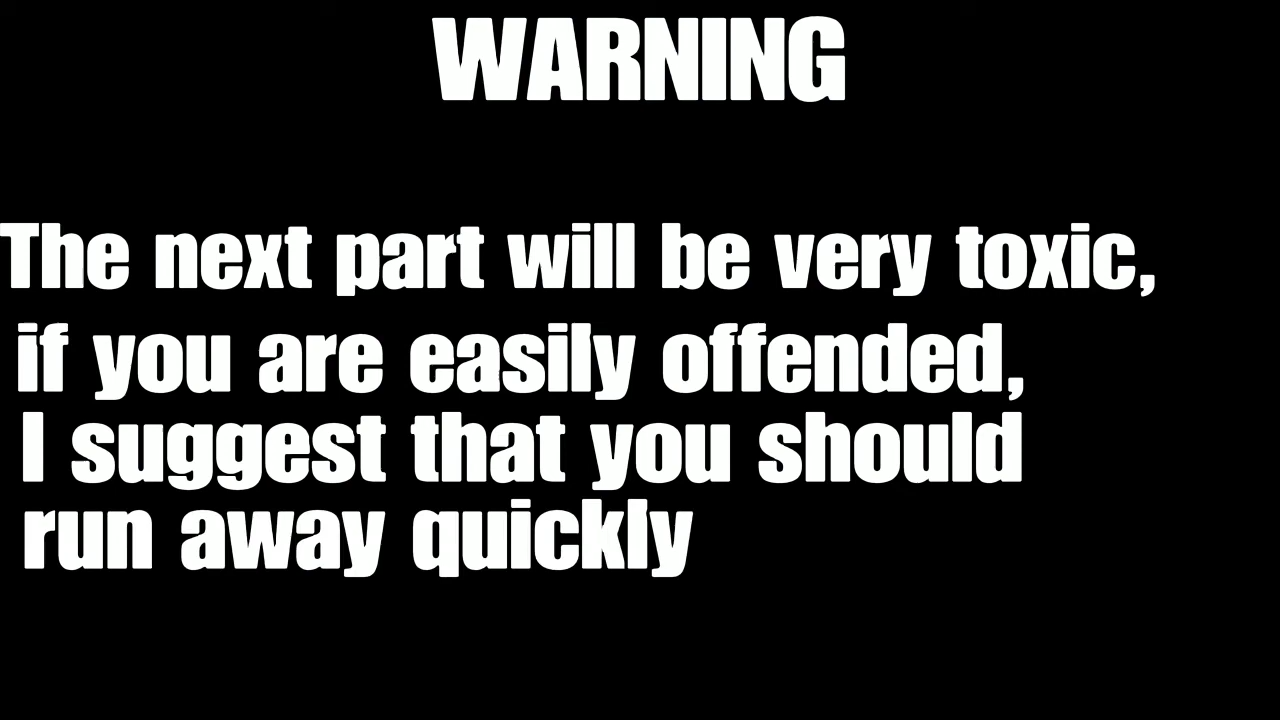 WARNING
The next part will be very toxic,
if you are easily offended,
I suggest that you should
run away quickly